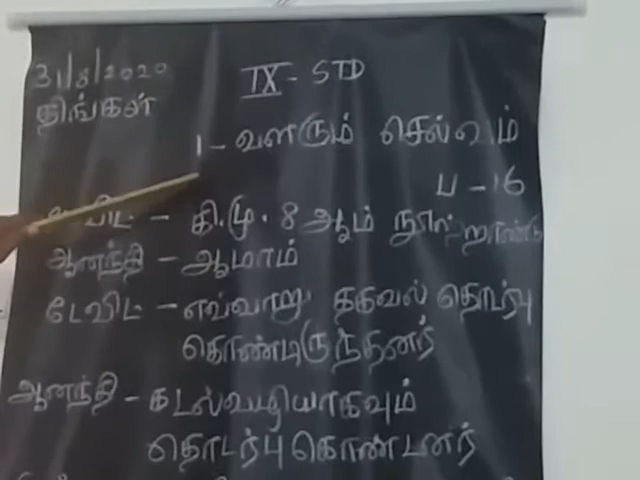 31/8/2020
IX - STD
திங்கள்
1 - வளரும் செல்வம்
ப - 16
டேவிட் - கி.மு. 8 ஆம் நூற்றாண்டு
ஆனந்தி - ஆமாம்
டேவிட் - எவ்வாறு தகவல் தொடர்பு
கொண்டிருந்தனர்
ஆனந்தி - கடல்வழியாகவும்
தொடர்பு கொண்டனர்